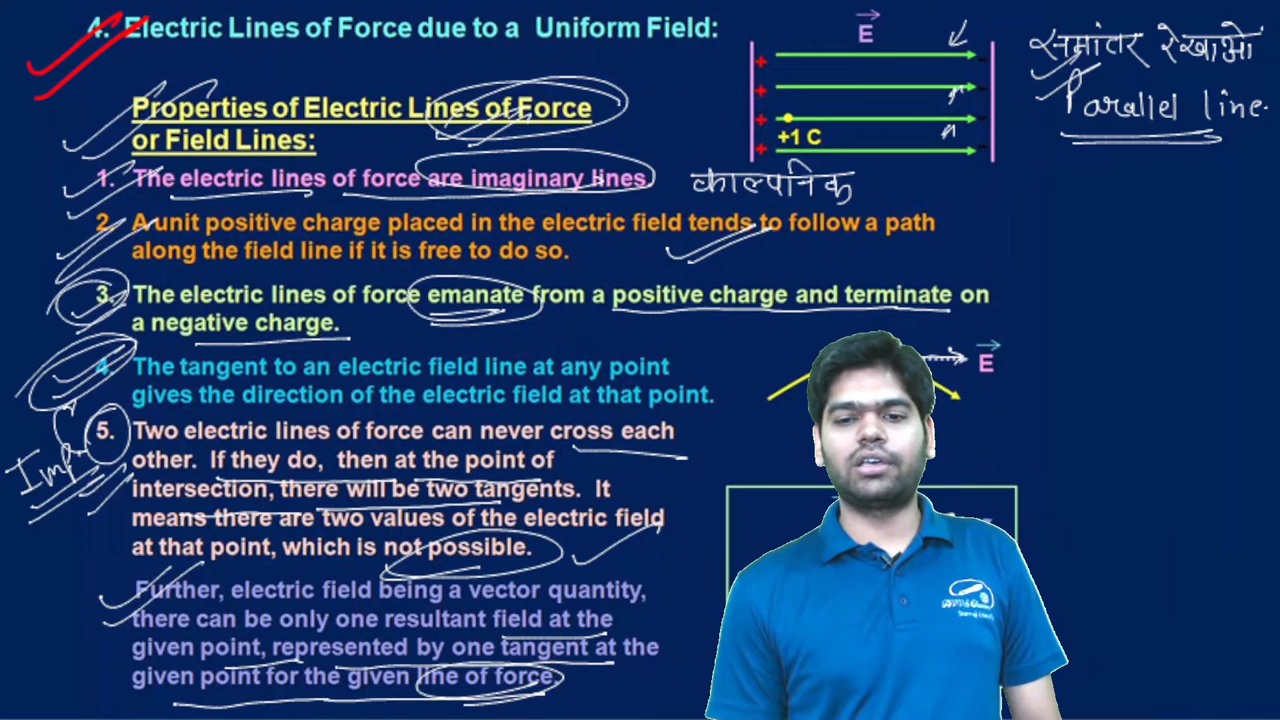 4. Electric Lines of Force due to a Uniform Field:
E
समांतर रेखाओं
Parallel line.
Properties of Electric Lines of Force
or Field Lines:
+1 C
1. The electric lines of force are imaginary lines.
काल्पनिक
2. A unit positive charge placed in the electric field tends to follow a path
along the field line if it is free to do so.
3. The electric lines of force emanate from a positive charge and terminate on
a negative charge.
4. The tangent to an electric field line at any point
gives the direction of the electric field at that point.
E
Imp
5. Two electric lines of force can never cross each
other. If they do, then at the point of
intersection, there will be two tangents. It
means there are two values of the electric field
at that point, which is not possible.
Further, electric field being a vector quantity,
there can be only one resultant field at the
given point, represented by one tangent at the
given point for the given line of force.